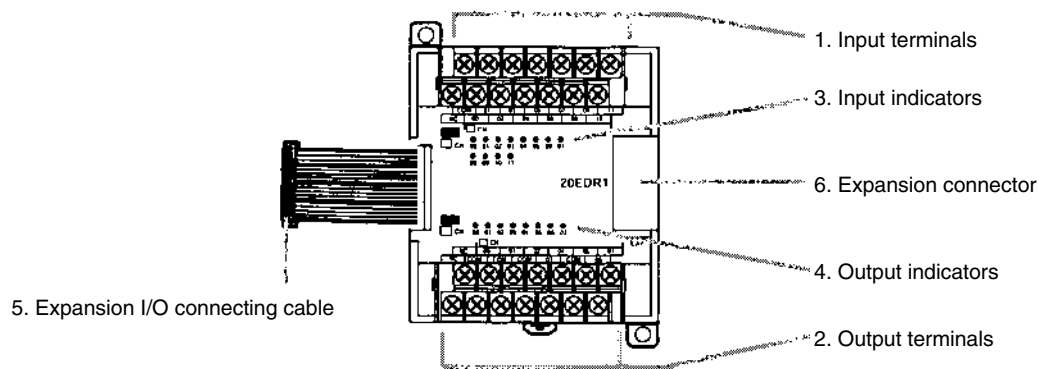 1. Input terminals
3. Input indicators
20EDR1
6. Expansion connector
4. Output indicators
5. Expansion I/O connecting cable
2. Output terminals